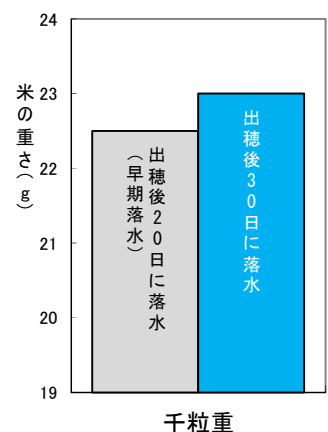 24
23
22
21
20
19
米の重さ(g)
出穂後20日に落水
(早期落水)
出穂後30日に落水
千粒重